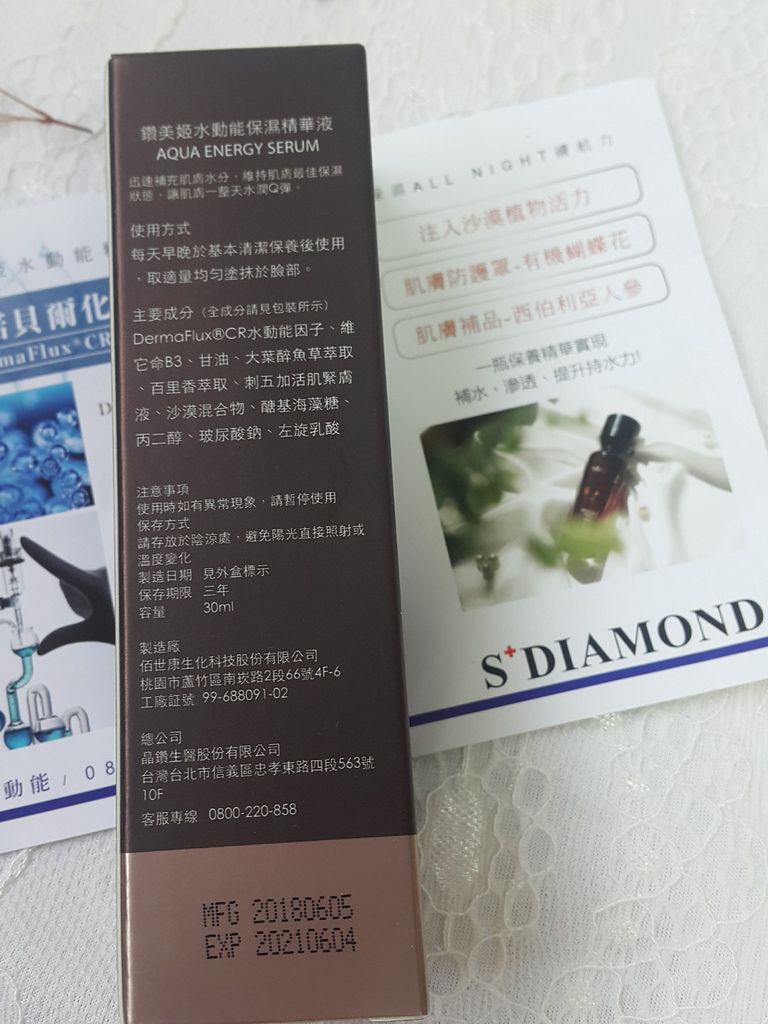 鑽美姬水動能保濕精華液
AQUA ENERGY SERUM
迅速補充肌膚水分，維持肌膚最佳保濕
狀態，讓肌膚一整天水潤Q彈。
使用方式
每天早晚於基本清潔保養後使用
，取適量均勻塗抹於臉部。
主要成分（全成分請見包裝所示）
DermaFlux®CR水動能因子、維
它命B3、甘油、大葉醉魚草萃取
、百里香萃取、刺五加活肌緊膚
液、沙漠混合物、醣基海藻糖、
丙二醇、玻尿酸鈉、左旋乳酸
注意事項
使用時如有異常現象，請暫停使用
保存方式
請存放於陰涼處，避免陽光直接照射或
溫度變化
製造日期 見外盒標示
保存期限 三年
容量 30ml
製造廠
佰世康生化科技股份有限公司
桃園市蘆竹區南崁路2段66號4F-6
工廠証號 99-688091-02
總公司
晶鑽生醫股份有限公司
台灣台北市信義區忠孝東路四段563號
10F
客服專線 0800-220-858
MFG 20180605
EXP 20210604
ALL NIGHT續航力
注入沙漠植物活力
肌膚防護罩-有機蝴蝶花
肌膚補品-西伯利亞人參
一瓶保養精華實現
補水、滲透、提升持水力!
S+DIAMOND
水動能
貝爾化
maFlux®CR
D
動能 / 08